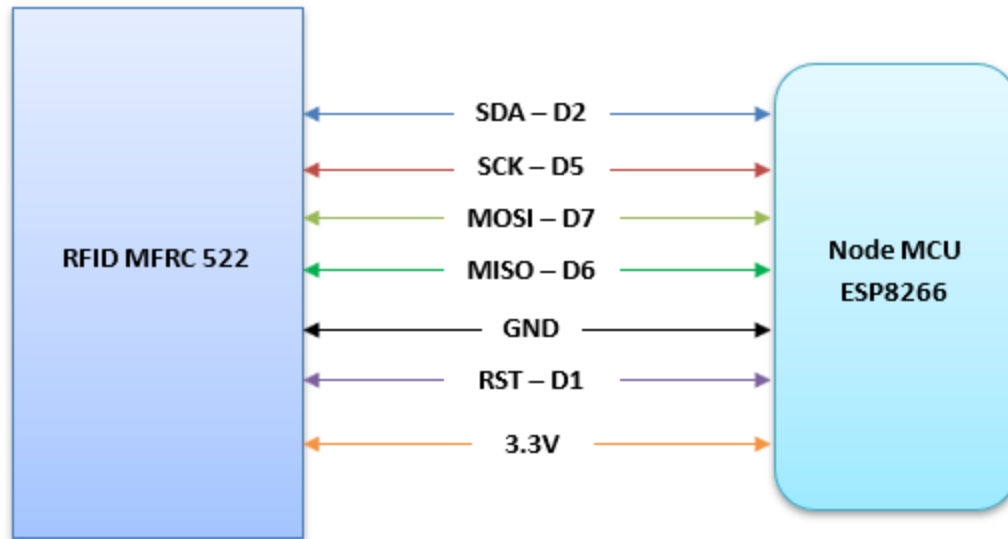 SDA – D2
SCK – D5
MOSI – D7
RFID MFRC 522
MISO – D6
Node MCU
ESP8266
GND
RST – D1
3.3V